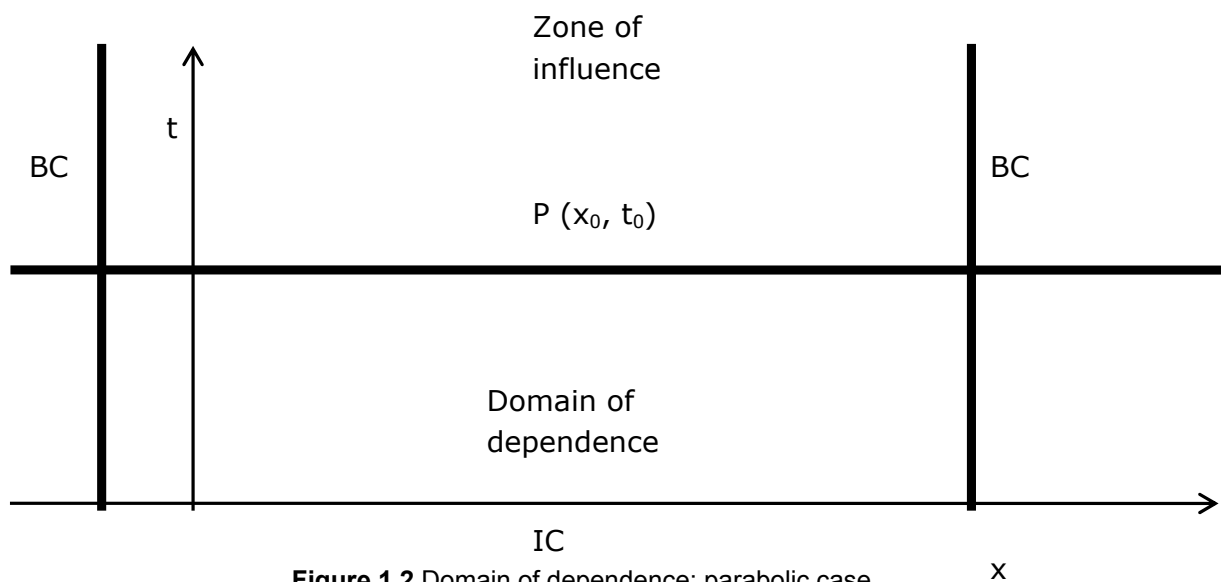 Zone of
influence
t
BC
BC
P (x₀, t₀)
Domain of
dependence
IC
x
Figure 1.2 Domain of dependence: parabolic case